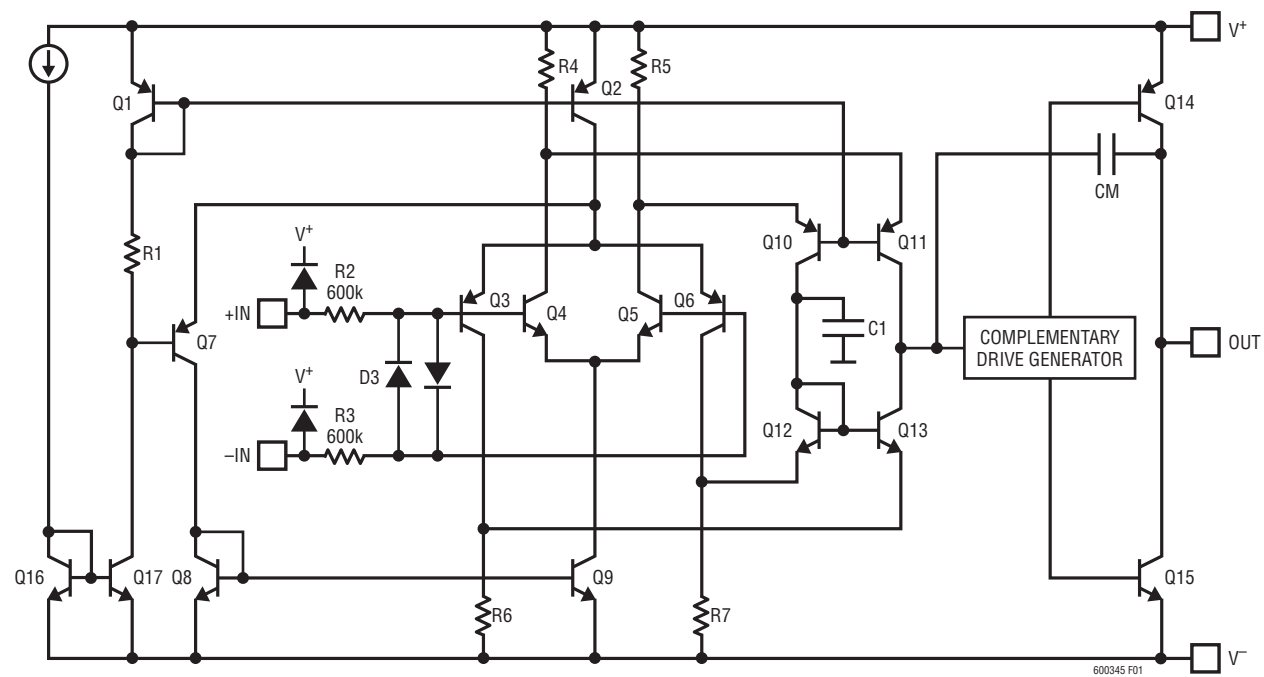 V+
R4
R5
Q1
Q2
Q14
CM
V+
R1
R2
600k
+IN
Q3
Q4
Q5
Q6
Q10
Q11
Q7
C1
COMPLEMENTARY
DRIVE GENERATOR
OUT
V+
D3
R3
600k
–IN
Q12
Q13
Q16
Q17
Q8
Q9
Q15
R6
R7
V–
600345 F01